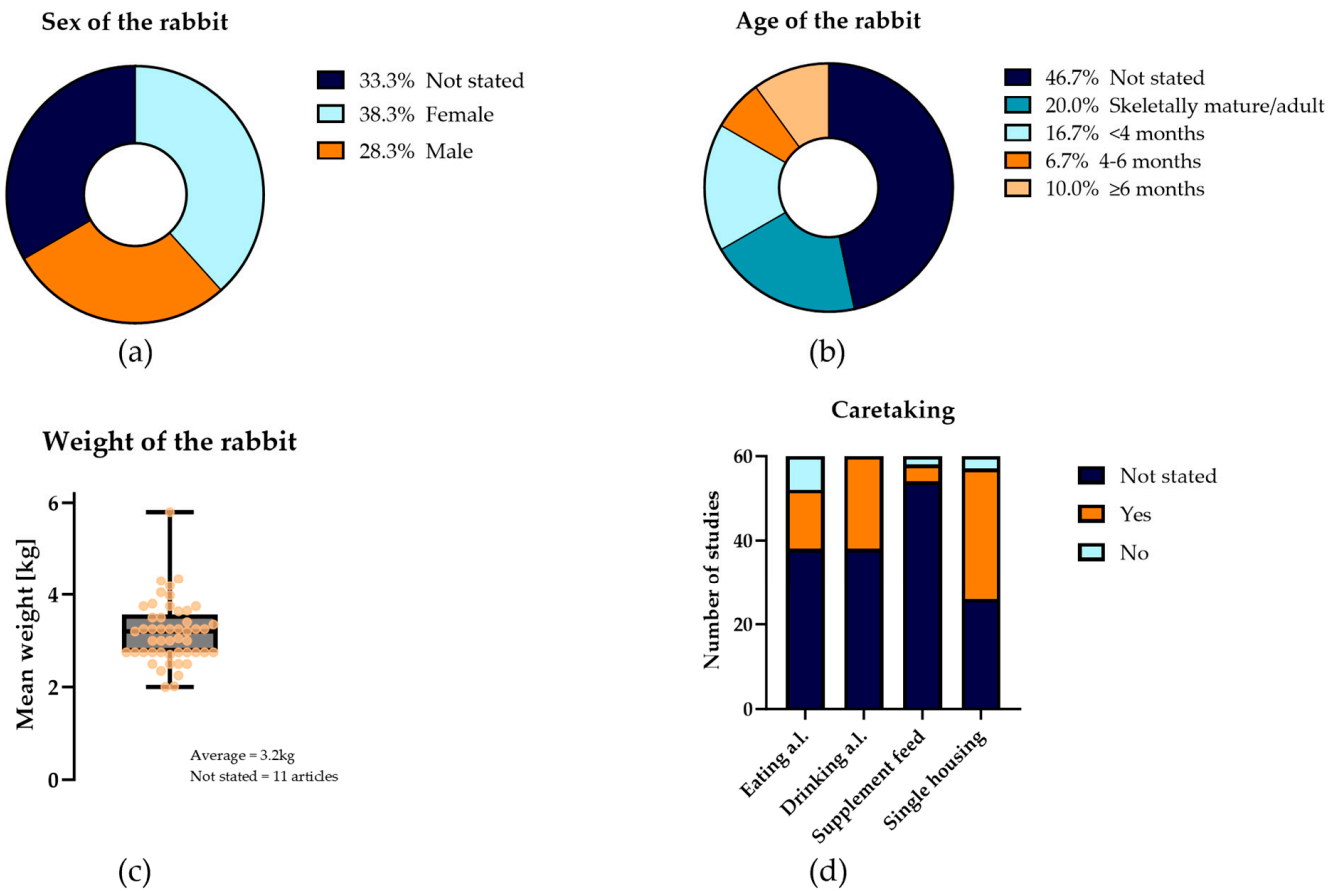 Sex of the rabbit
33.3% Not stated
38.3% Female
28.3% Male
(a)
Age of the rabbit
46.7% Not stated
20.0% Skeletally mature/adult
16.7% <4 months
6.7% 4-6 months
10.0% ≥6 months
(b)
Weight of the rabbit
Mean weight [kg]
6
4
2
0
Average = 3.2kg
Not stated = 11 articles
(c)
Caretaking
Number of studies
60
40
20
0
Eating a.l.
Drinking a.l.
Supplement feed
Single housing
Not stated
Yes
No
(d)